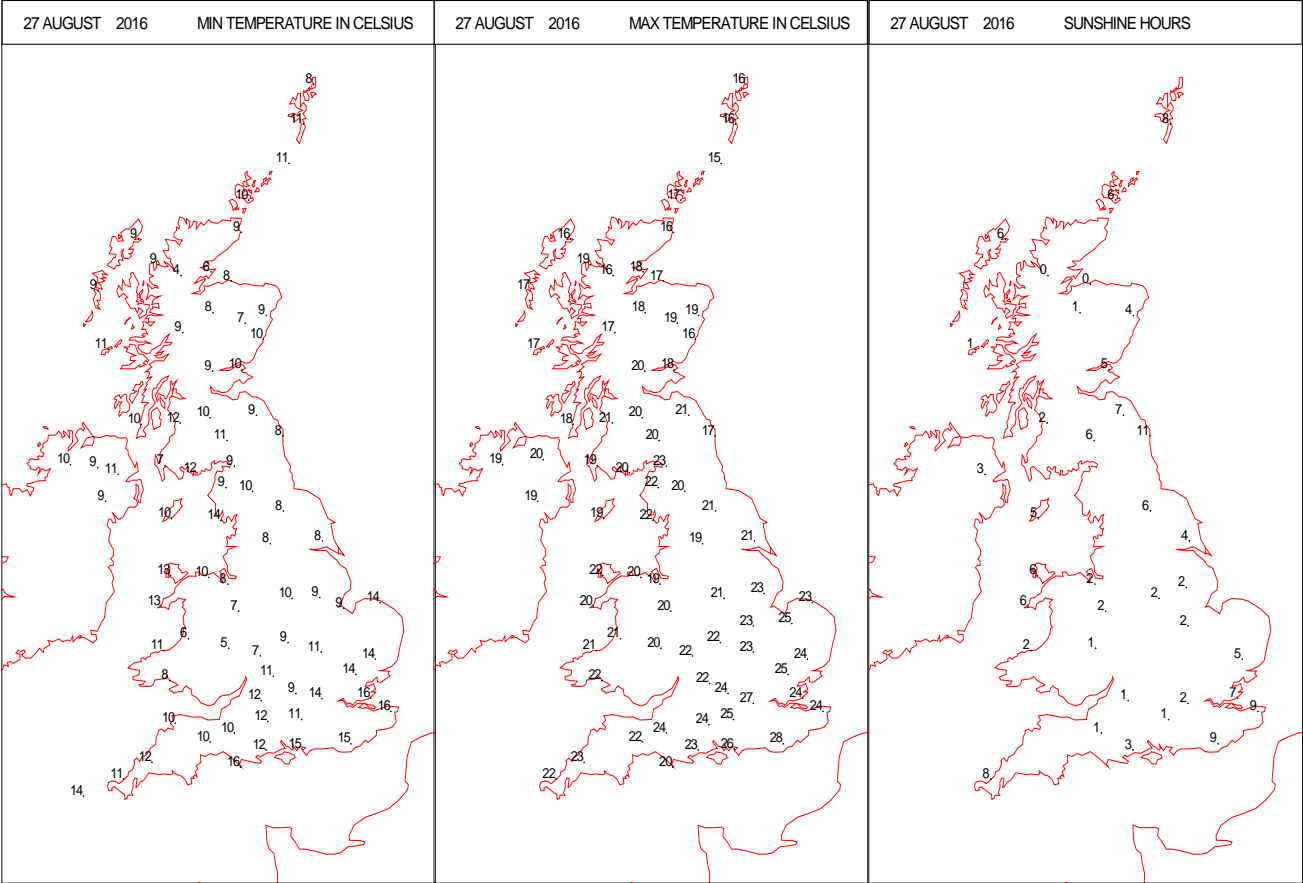 27 AUGUST 2016 MIN TEMPERATURE IN CELSIUS
8
11
11
10
9
9
9
4 6
8
9
8 7 9
9 10
11
9 10
10 12 10 9
8
11
10 9 11 7 12 9
9 10
9
10 14 8
8 8
13 10 8
13 7 10 9 9 14
6 5 9
11 7 11 14
8 11 14
12 9 14 16
16
10 12 11
10 10
12 15 15
12 16
11
14
27 AUGUST 2016 MAX TEMPERATURE IN CELSIUS
16
16
15
17
16 16
19 16 18 17
17
18 19 19
17 16
17
20 18
18 21 20 21
20 17
19 20 19 20 23
22 20
19
19 22 21
19 21
22 20 19
20 20 21 23 23
23 25
21 20 22
21 22 23 24
22 22 25
24 27 24
24
24 25
22 24
23 26 28
23 20
22
27 AUGUST 2016 SUNSHINE HOURS
8
6
6
0 0
1 4
1
5
2 7
6 11
3
5 6
4
6 2
6 2 2 2
2
2 1 5
1 2 7
9
1
1
3 9
8